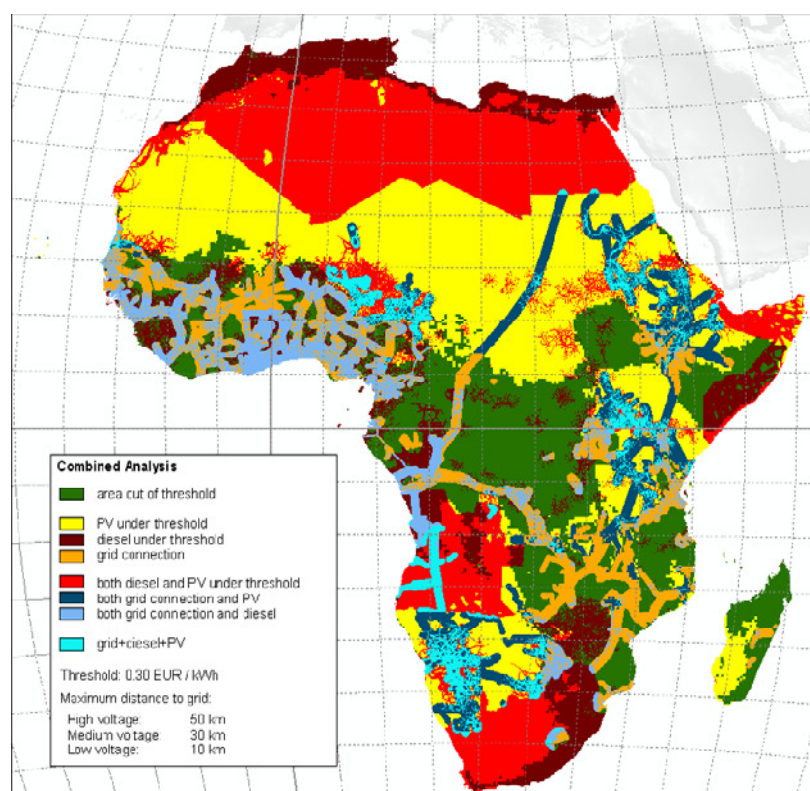 Combined Analysis
area out of threshold
PV under threshold
diesel under threshold
grid connection
both diesel and PV under threshold
both grid connection and PV
both grid connection and diesel
grid+diesel+PV
Threshold: 0.30 EUR / kWh
Maximum distance to grid:
High voltage: 50 km
Medium voltage: 30 km
Low voltage: 10 km